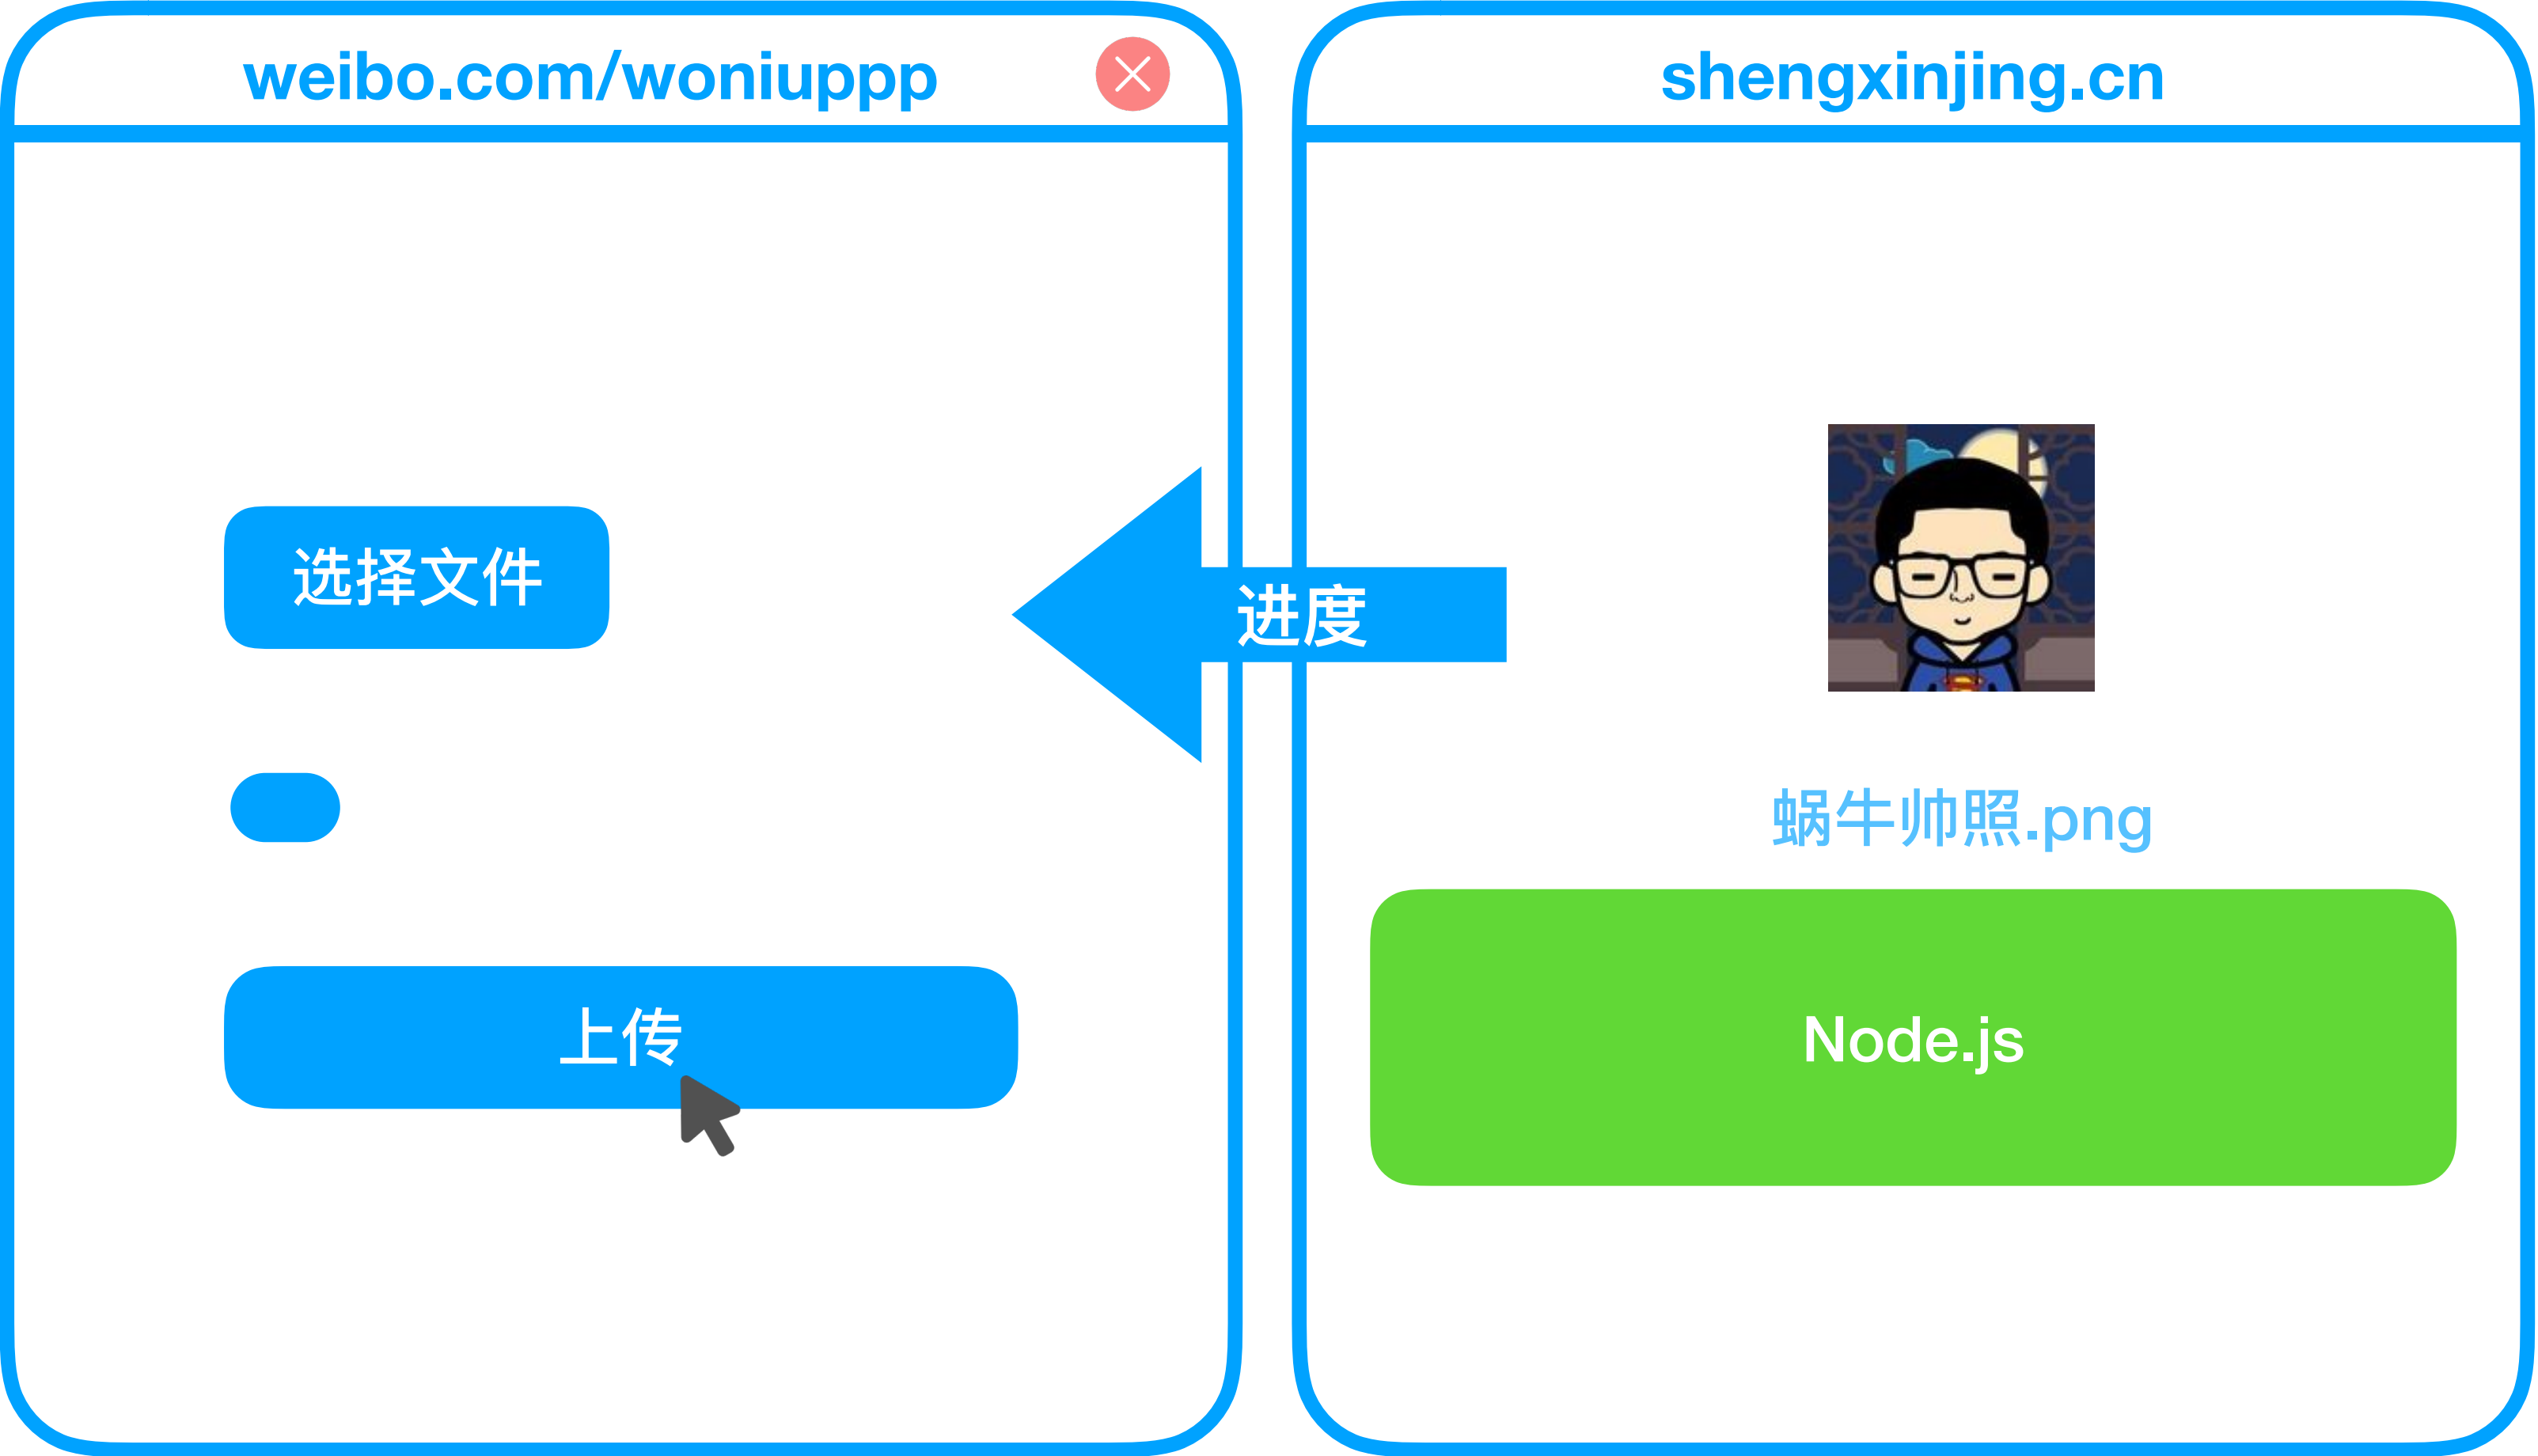 weibo.com/woniuppp
shengxinjing.cn
选择文件
进度
蜗牛帅照.png
上传
Node.js